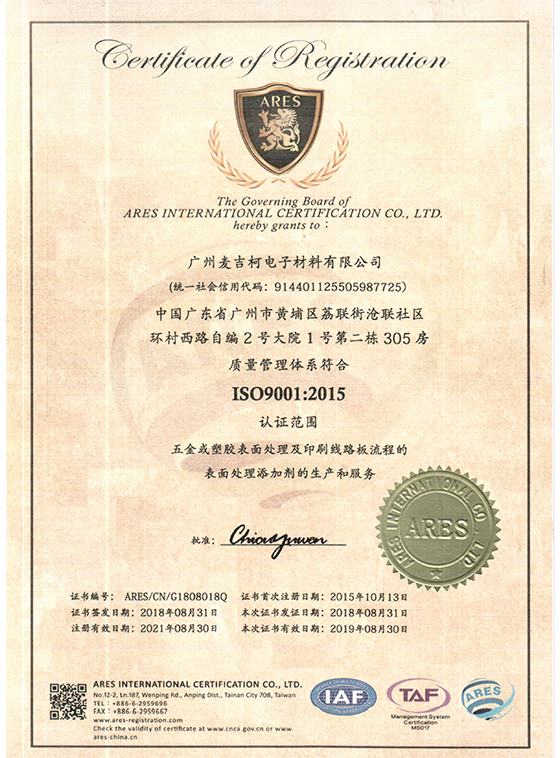 Certificate of Registration
ARES
The Governing Board of
ARES INTERNATIONAL CERTIFICATION CO., LTD.
hereby grants to :
广州麦吉柯电子材料有限公司
(统一社会信用代码：914401125505987725)
中国广东省广州市黄埔区荔联街沧联社区
环村西路自编2号大院1号第二栋305房
质量管理体系符合
ISO9001:2015
认证范围
五金或塑胶表面处理及印刷线路板流程的
表面处理添加剂的生产和服务
ARES INTERNATIONAL CO., LTD
ARES
批准：
证书编号： ARES/CN/G1808018Q 证书首次注册日期：2015年10月13日
证书签发日期：2018年08月31日 本次证书发证日期：2018年08月31日
注册有效日期：2021年08月30日 本次证书有效日期：2019年08月30日
ARES INTERNATIONAL CERTIFICATION CO., LTD.
No.12-2, Ln.187, Wenping Rd., Anping Dist., Tainan City 708, Taiwan
TEL : +886-6-2959696
FAX : +886-6-2959667
www.ares-registration.com
Check the validity of certificate at www.cnca.gov.cn or www.
ares-china.cn
IAF
TAF
Management System
Certification
MS017
ARES